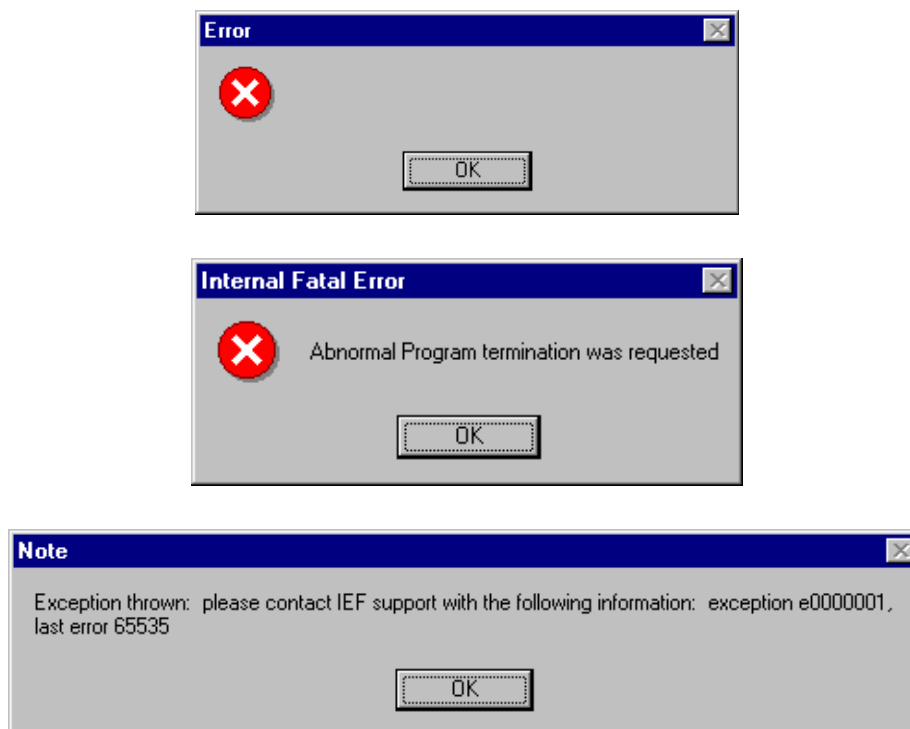 Error
OK
Internal Fatal Error
Abnormal Program termination was requested
OK
Note
Exception thrown:  please contact IEF support with the following information:  exception e0000001,
last error 65535
OK